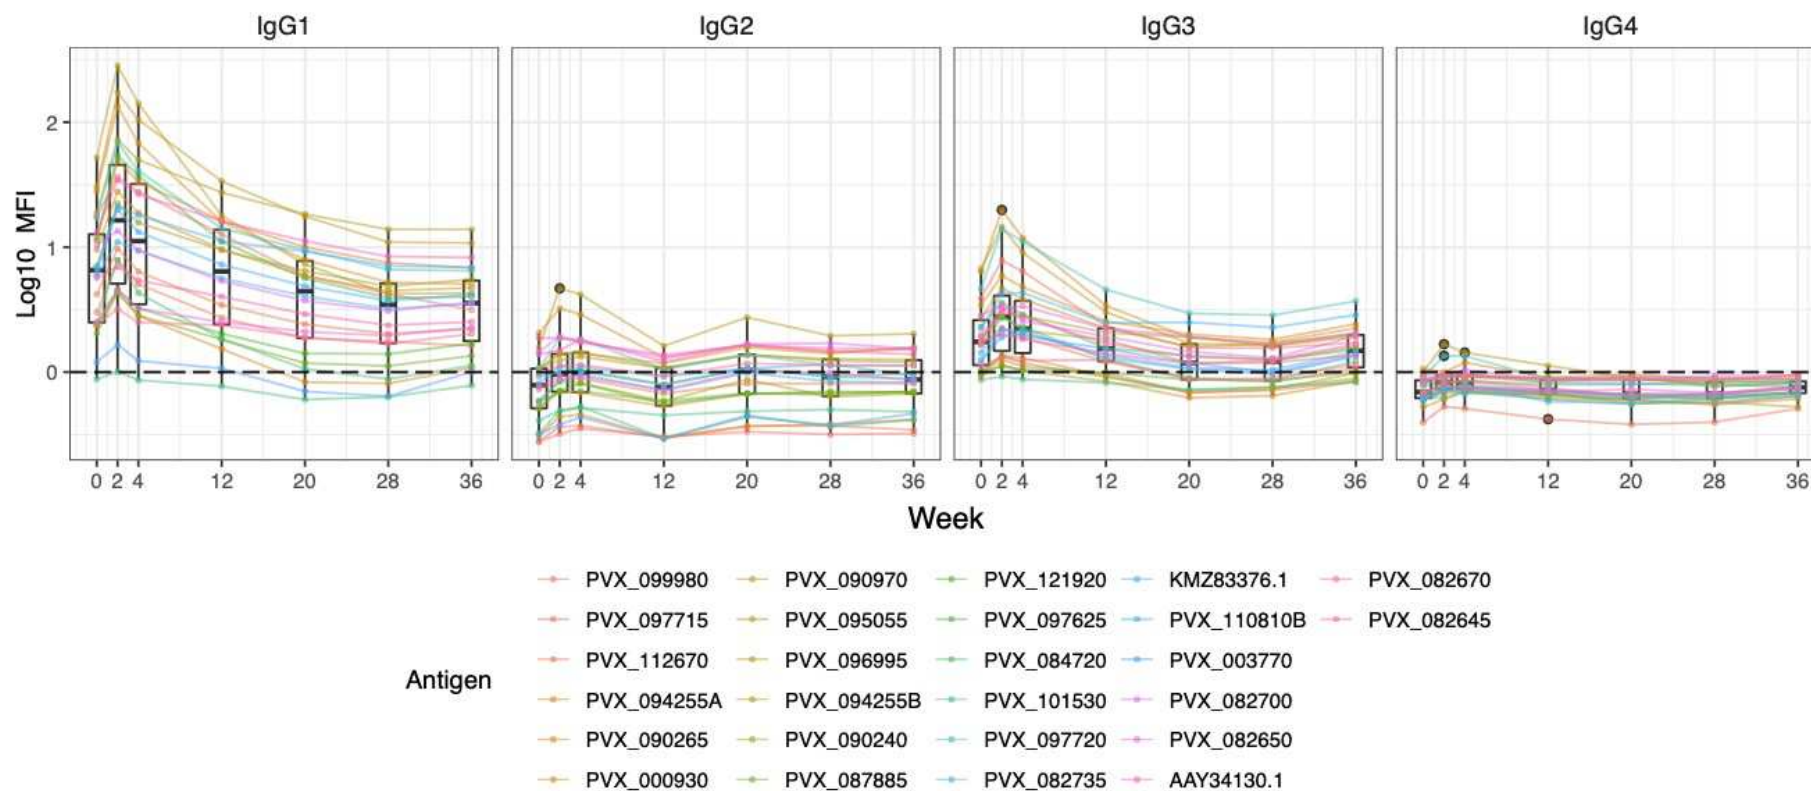 IgG1 IgG2 IgG3 IgG4
Log10 MFI
2
1
0
0 2 4 12 20 28 36 0 2 4 12 20 28 36 0 2 4 12 20 28 36 0 2 4 12 20 28 36
Week
Antigen
PVX_099980 PVX_090970 PVX_121920 KMZ83376.1 PVX_082670
PVX_097715 PVX_095055 PVX_097625 PVX_110810B PVX_082645
PVX_112670 PVX_096995 PVX_084720 PVX_003770
PVX_094255A PVX_094255B PVX_101530 PVX_082700
PVX_090265 PVX_090240 PVX_097720 PVX_082650
PVX_000930 PVX_087885 PVX_082735 AAY34130.1